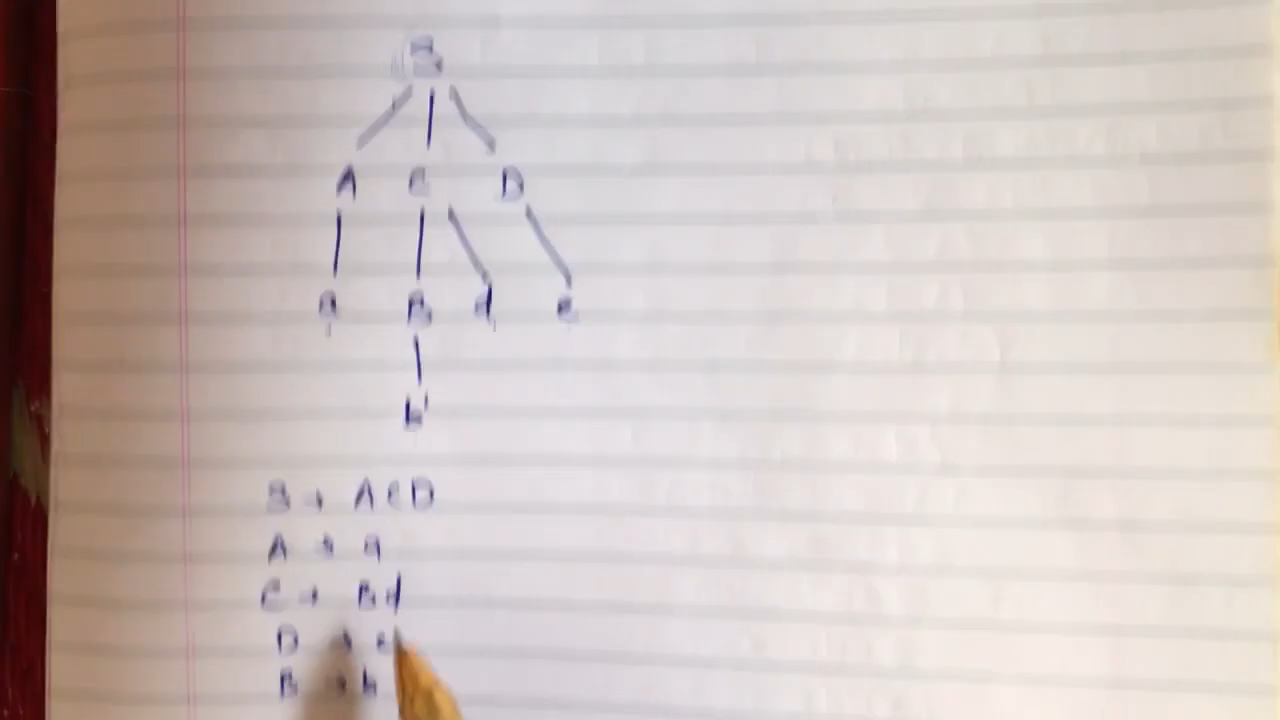 S
A C D
a B d e
b
S → A C D
A → a
C → B d
D → e
B → b